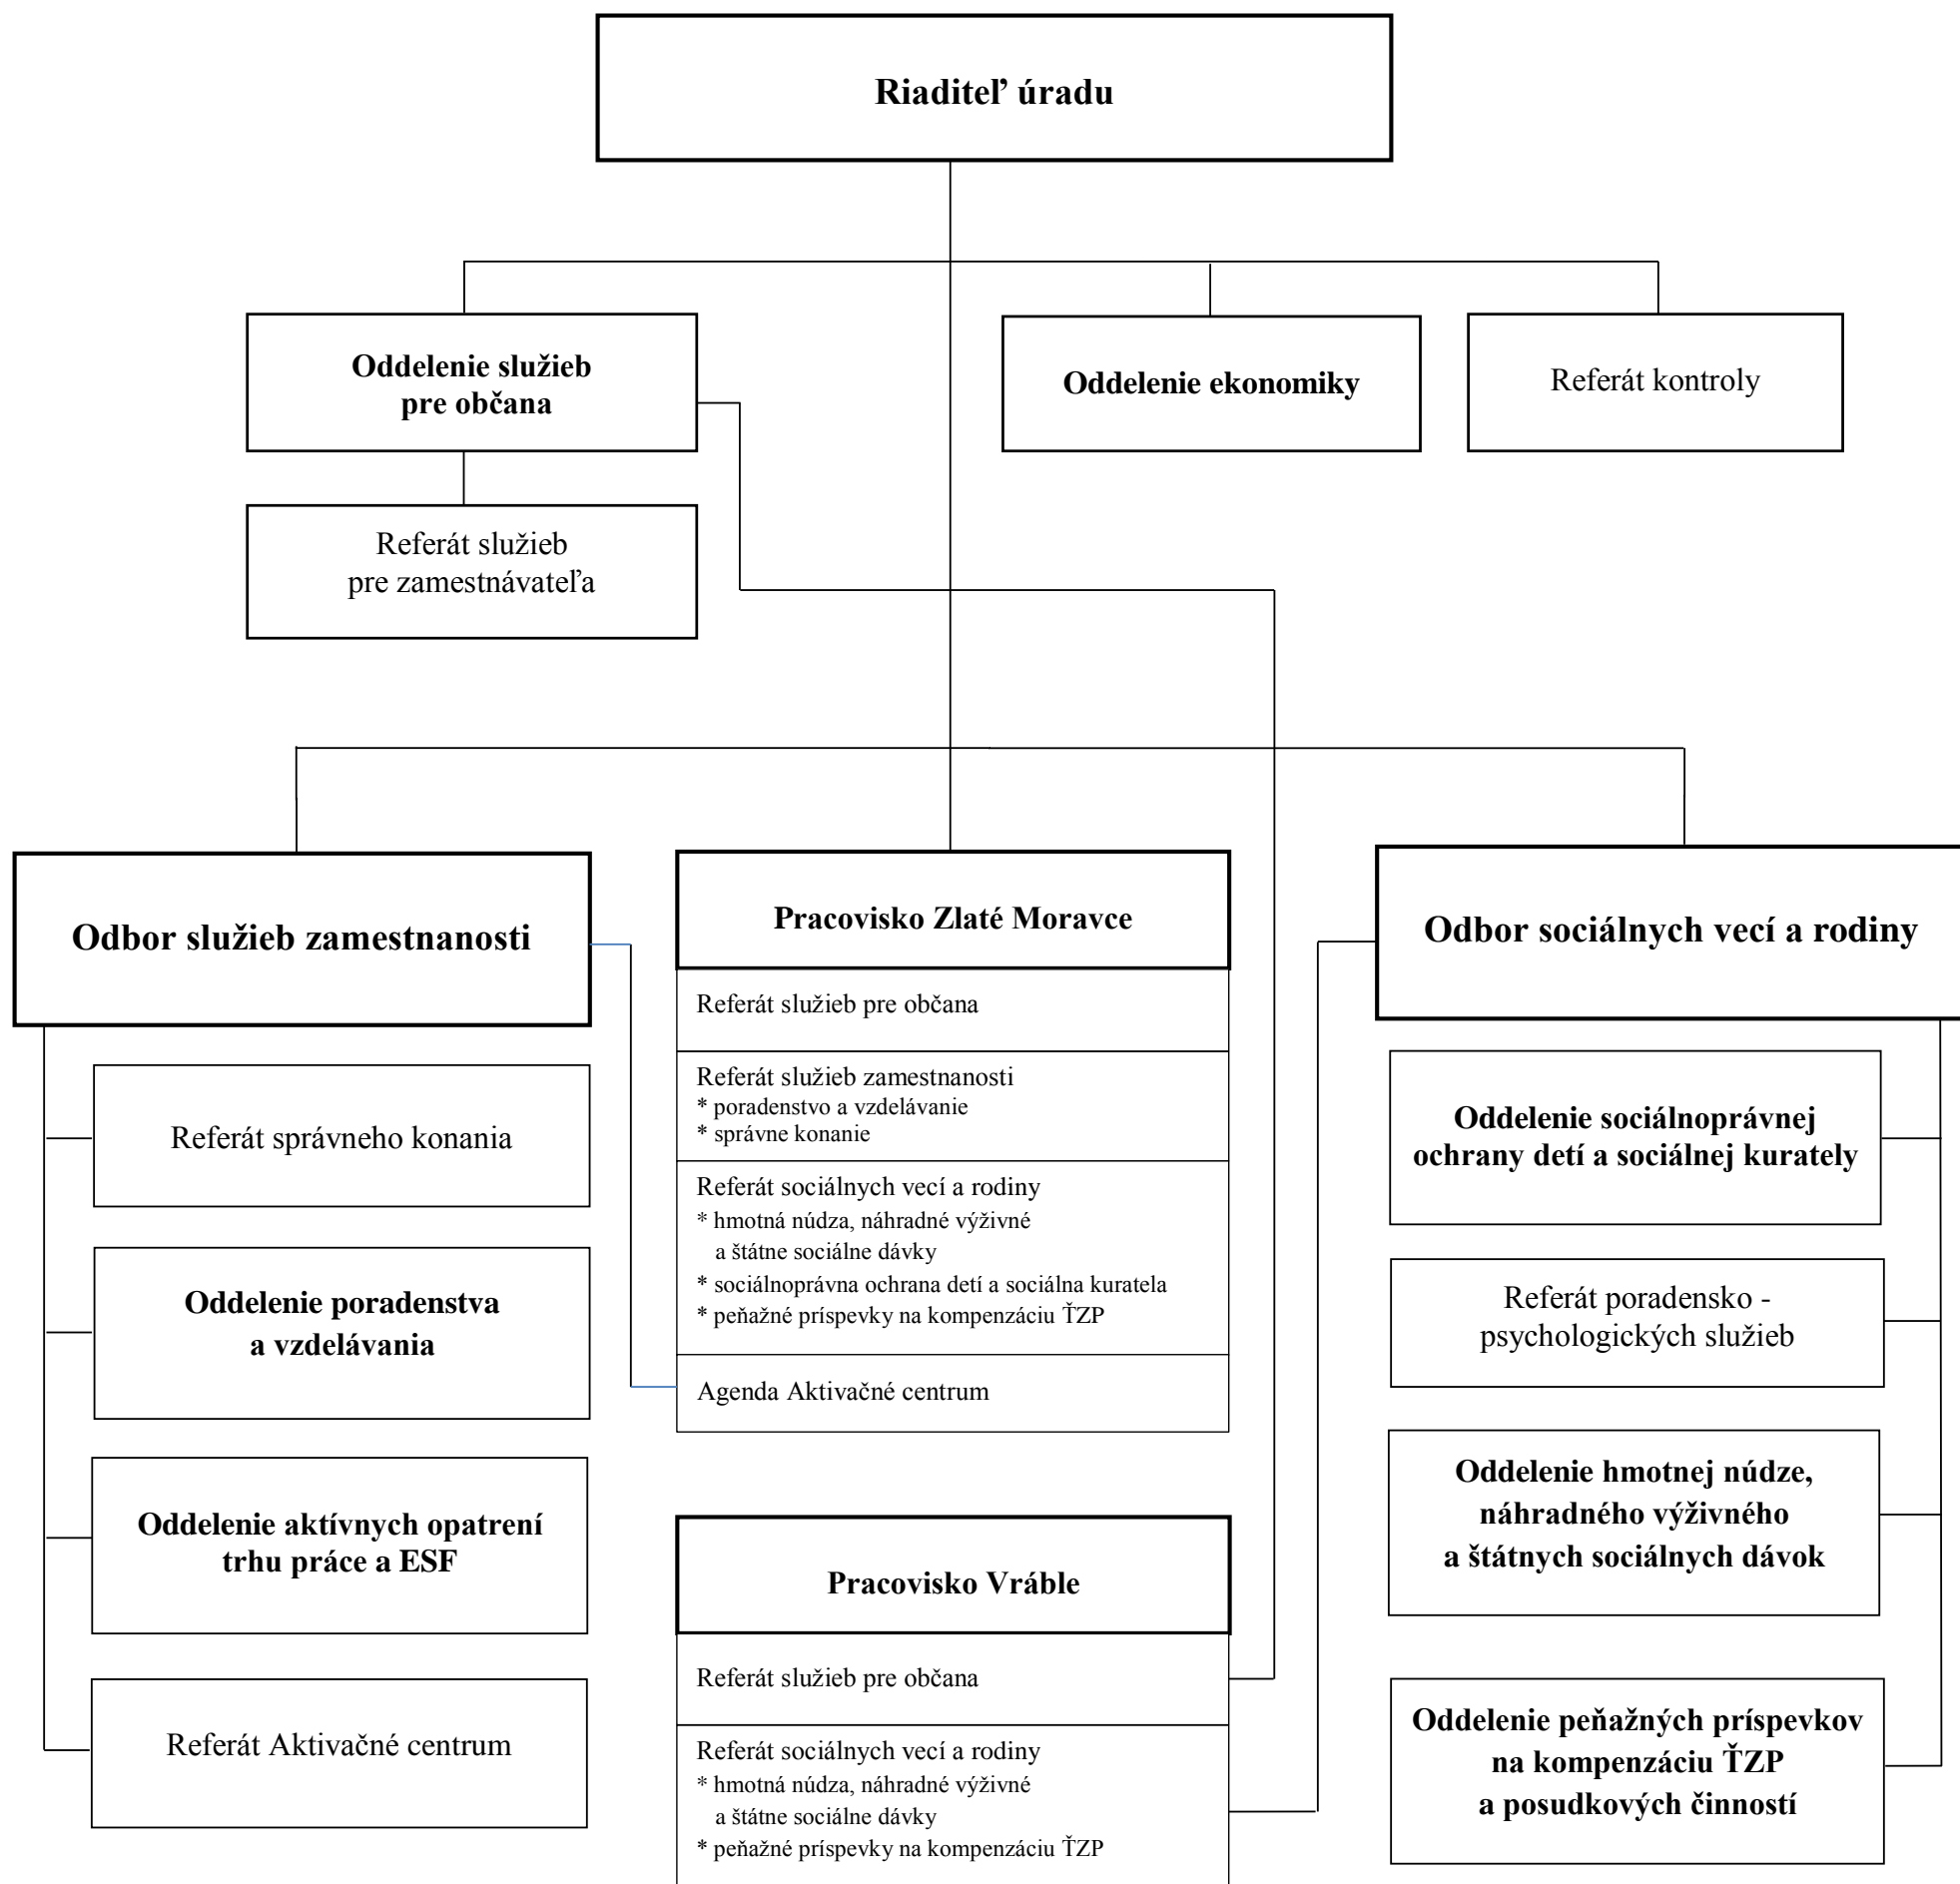 Riaditeľ úradu
Oddelenie služieb
pre občana
Oddelenie ekonomiky
Referát kontroly
Referát služieb
pre zamestnávateľa
Odbor služieb zamestnanosti
Pracovisko Zlaté Moravce
Odbor sociálnych vecí a rodiny
Referát služieb pre občana
Referát služieb zamestnanosti
* poradenstvo a vzdelávanie
* správne konanie
Referát sociálnych vecí a rodiny
* hmotná núdza, náhradné výživné
a štátne sociálne dávky
* sociálnoprávna ochrana detí a sociálna kuratela
* peňažné príspevky na kompenzáciu ŤZP
Agenda Aktivačné centrum
Referát správneho konania
Oddelenie poradenstva
a vzdelávania
Oddelenie aktívnych opatrení
trhu práce a ESF
Referát Aktivačné centrum
Pracovisko Vráble
Referát služieb pre občana
Referát sociálnych vecí a rodiny
* hmotná núdza, náhradné výživné
a štátne sociálne dávky
* peňažné príspevky na kompenzáciu ŤZP
Oddelenie sociálnoprávnej
ochrany detí a sociálnej kurately
Referát poradensko -
psychologických služieb
Oddelenie hmotnej núdze,
náhradného výživného
a štátnych sociálnych dávok
Oddelenie peňažných príspevkov
na kompenzáciu ŤZP
a posudkových činností